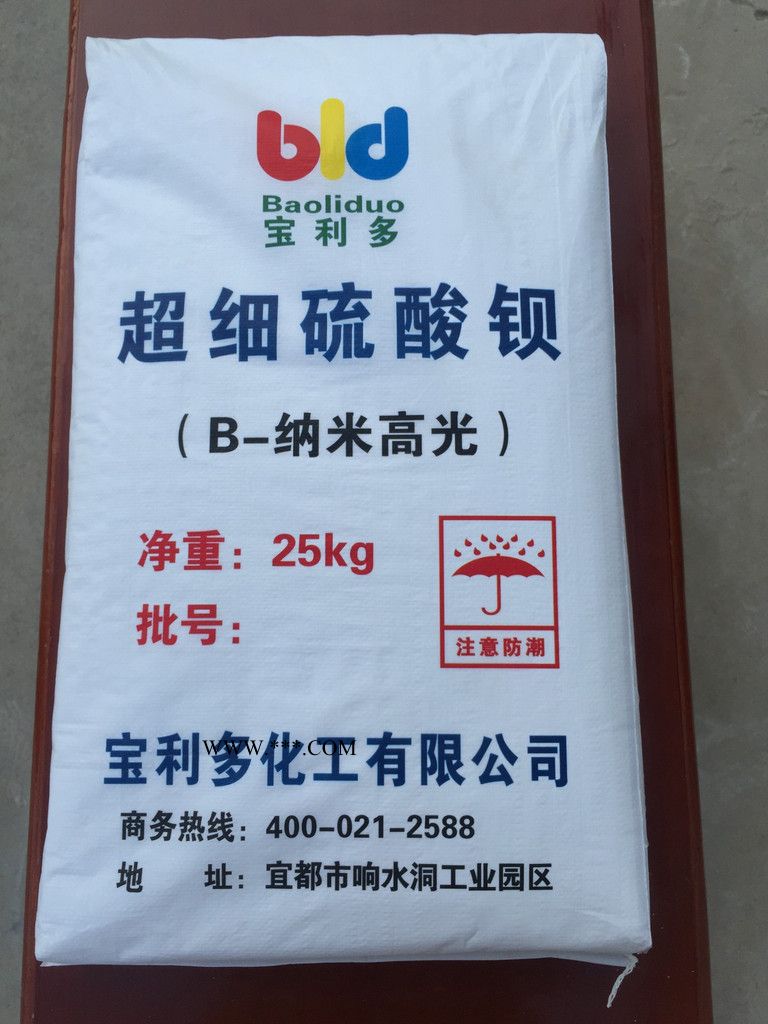 bld
Baoliduo
宝利多
超细硫酸钡
（B-纳米高光）
净重：25kg
批号：
注意防潮
宝利多化工有限公司
WWW.***.COM
商务热线：400-021-2588
地 址：宜都市响水洞工业园区